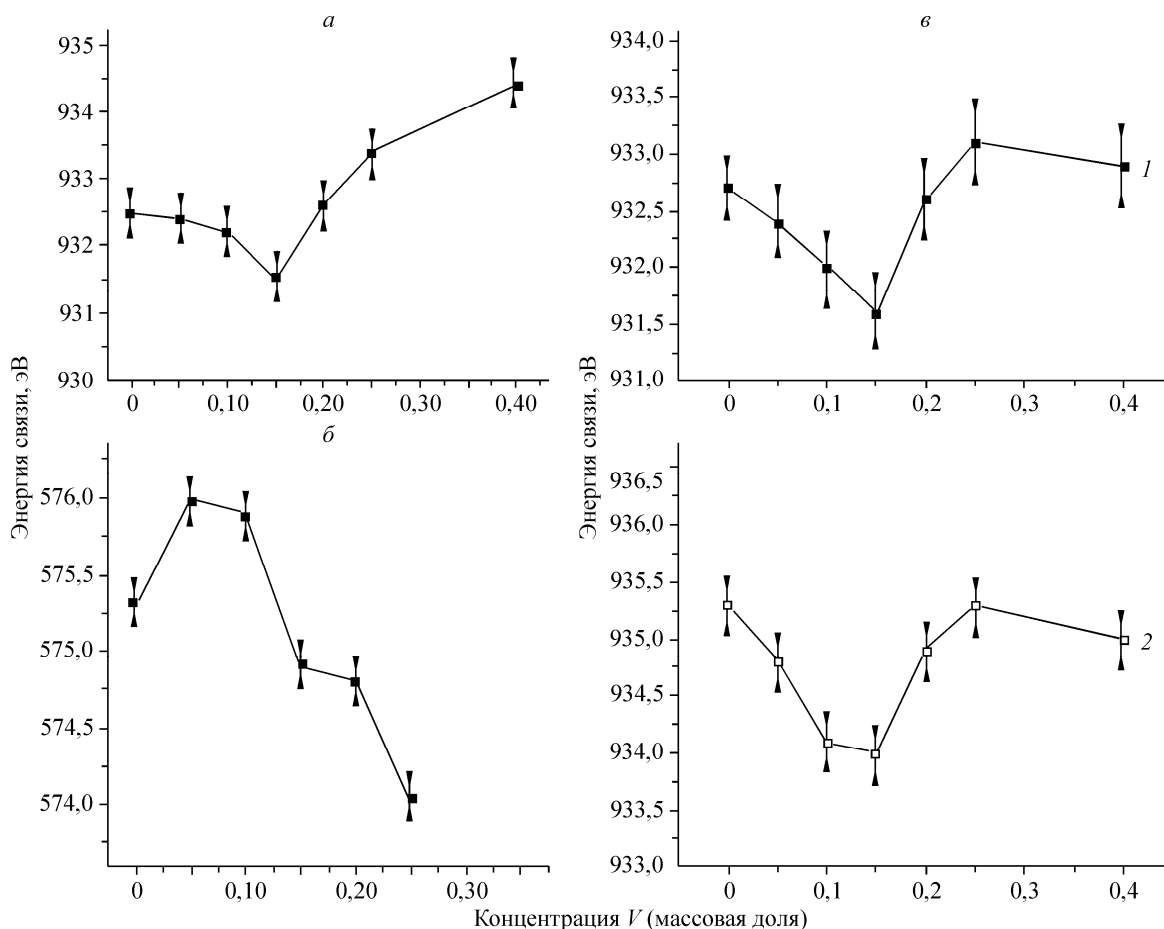 а
935
934
933
932
931
930
0 0,10 0,20 0,30 0,40
в
934,0
933,5
933,0
932,5
932,0
931,5
931,0
1
0 0,1 0,2 0,3 0,4
Энергия связи, эВ
Энергия связи, эВ
б
576,0
575,5
575,0
574,5
574,0
0 0,10 0,20 0,30
936,5
936,0
935,5
935,0
934,5
934,0
933,5
933,0
2
0 0,1 0,2 0,3 0,4
Концентрация V (массовая доля)